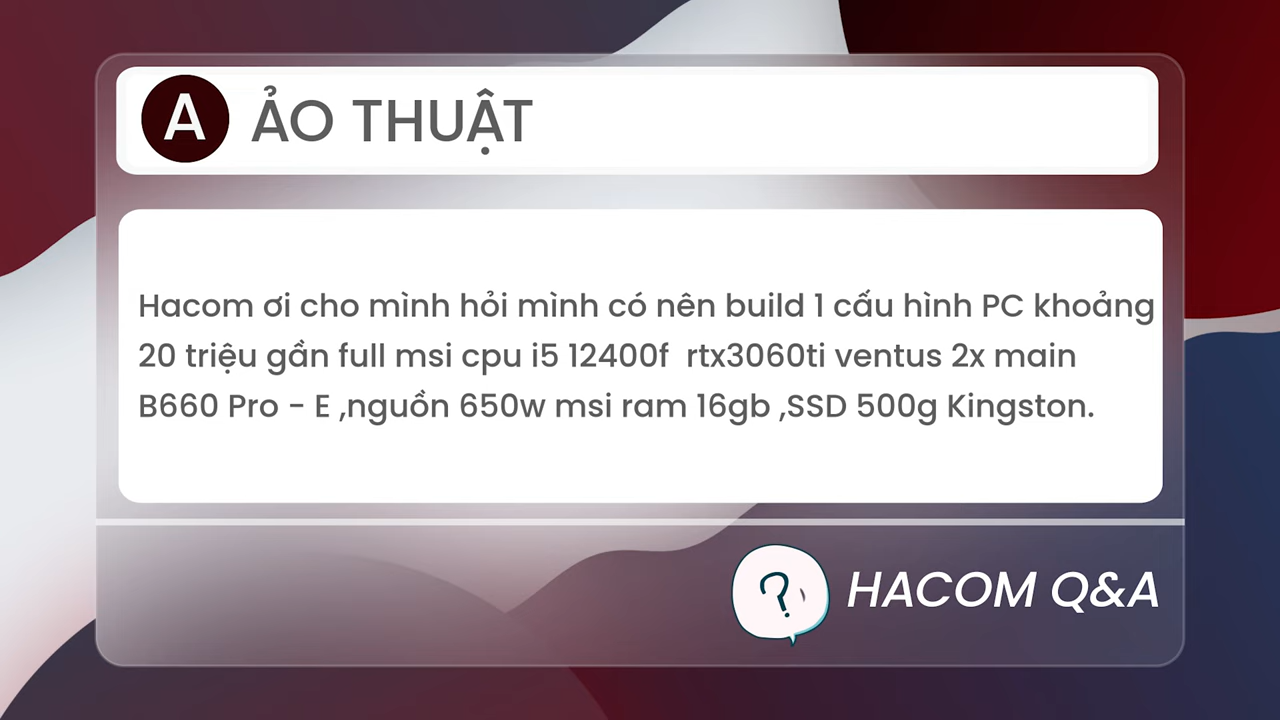 A ẢO THUẬT
Hacom ơi cho mình hỏi mình có nên build 1 cấu hình PC khoảng
20 triệu gần full msi cpu i5 12400f rtx3060ti ventus 2x main
B660 Pro - E ,nguồn 650w msi ram 16gb ,SSD 500g Kingston.
? HACOM Q&A